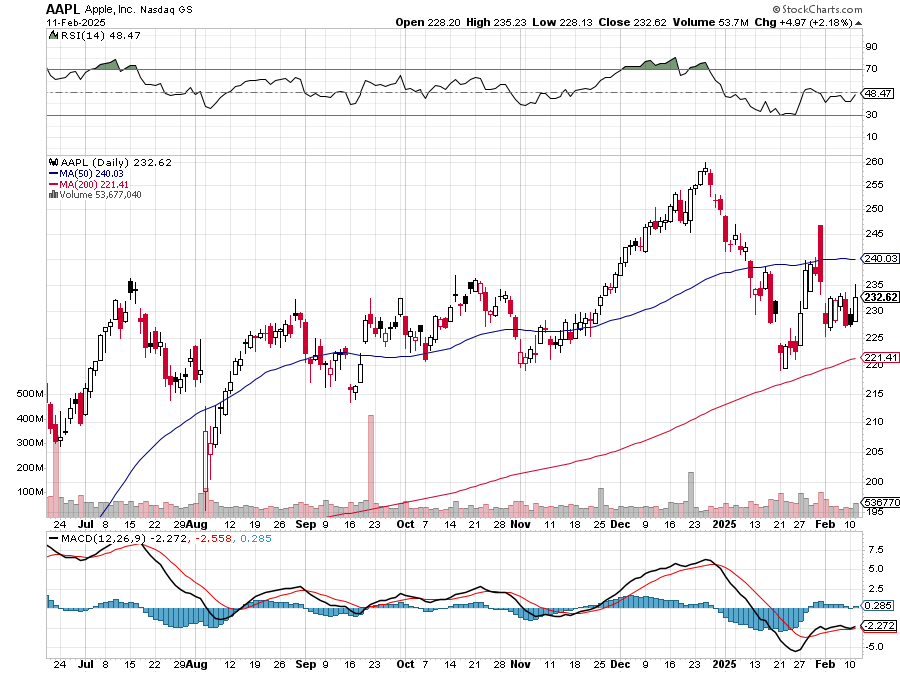 AAPL Apple, Inc. Nasdaq GS
© StockCharts.com
11-Feb-2025
Open 228.20 High 235.23 Low 228.13 Close 232.62 Volume 53.7M Chg +4.97 (+2.18%)
RSI(14) 48.47
90
70
48.47
30
10
AAPL (Daily) 232.62
MA(50) 240.03
MA(200) 221.41
Volume 53,677,040
260
255
250
245
240.03
235
232.62
230
225
221.41
220
215
210
205
200
53677040
195
500M
400M
300M
200M
100M
24 Jul 8 15 22 29 Aug 12 19 26 Sep 9 16 23 Oct 7 14 21 28 Nov 11 18 25 Dec 9 16 23 2025 13 21 27 Feb 10
MACD(12,26,9) -2.272, -2.558, 0.285
7.5
5.0
2.5
0.285
-2.272
-5.0
24 Jul 8 15 22 29 Aug 12 19 26 Sep 9 16 23 Oct 7 14 21 28 Nov 11 18 25 Dec 9 16 23 2025 13 21 27 Feb 10